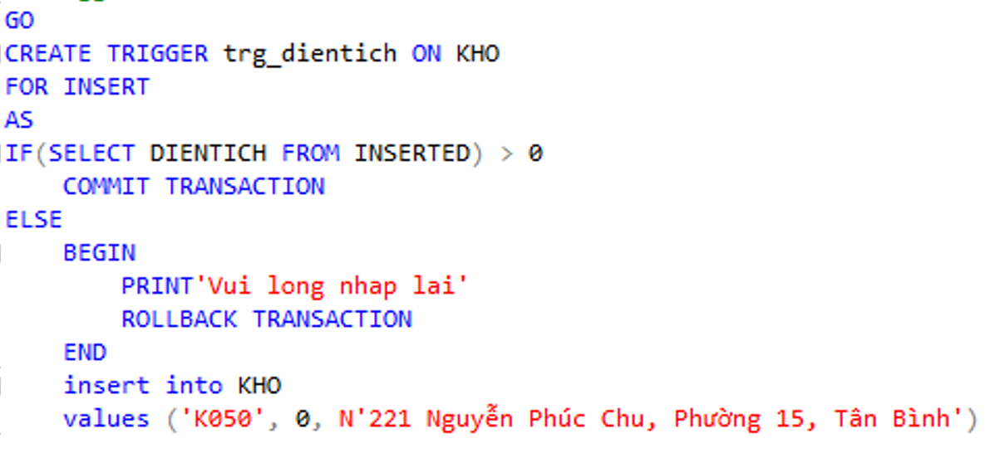 GO
CREATE TRIGGER trg_dientich ON KHO
FOR INSERT
AS
IF(SELECT DIENTICH FROM INSERTED) > 0
COMMIT TRANSACTION
ELSE
BEGIN
PRINT'Vui long nhap lai'
ROLLBACK TRANSACTION
END
insert into KHO
values ('K050', 0, N'221 Nguyễn Phúc Chu, Phường 15, Tân Bình')